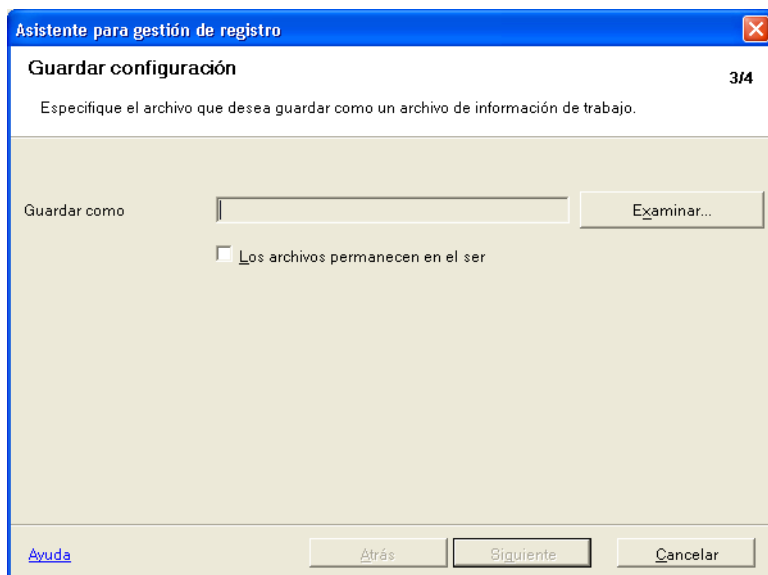 Asistente para gestión de registro
Guardar configuración
3/4
Especifique el archivo que desea guardar como un archivo de información de trabajo.
Guardar como
Examinar...
Los archivos permanecen en el ser
Ayuda
Atrás
Siguiente
Cancelar